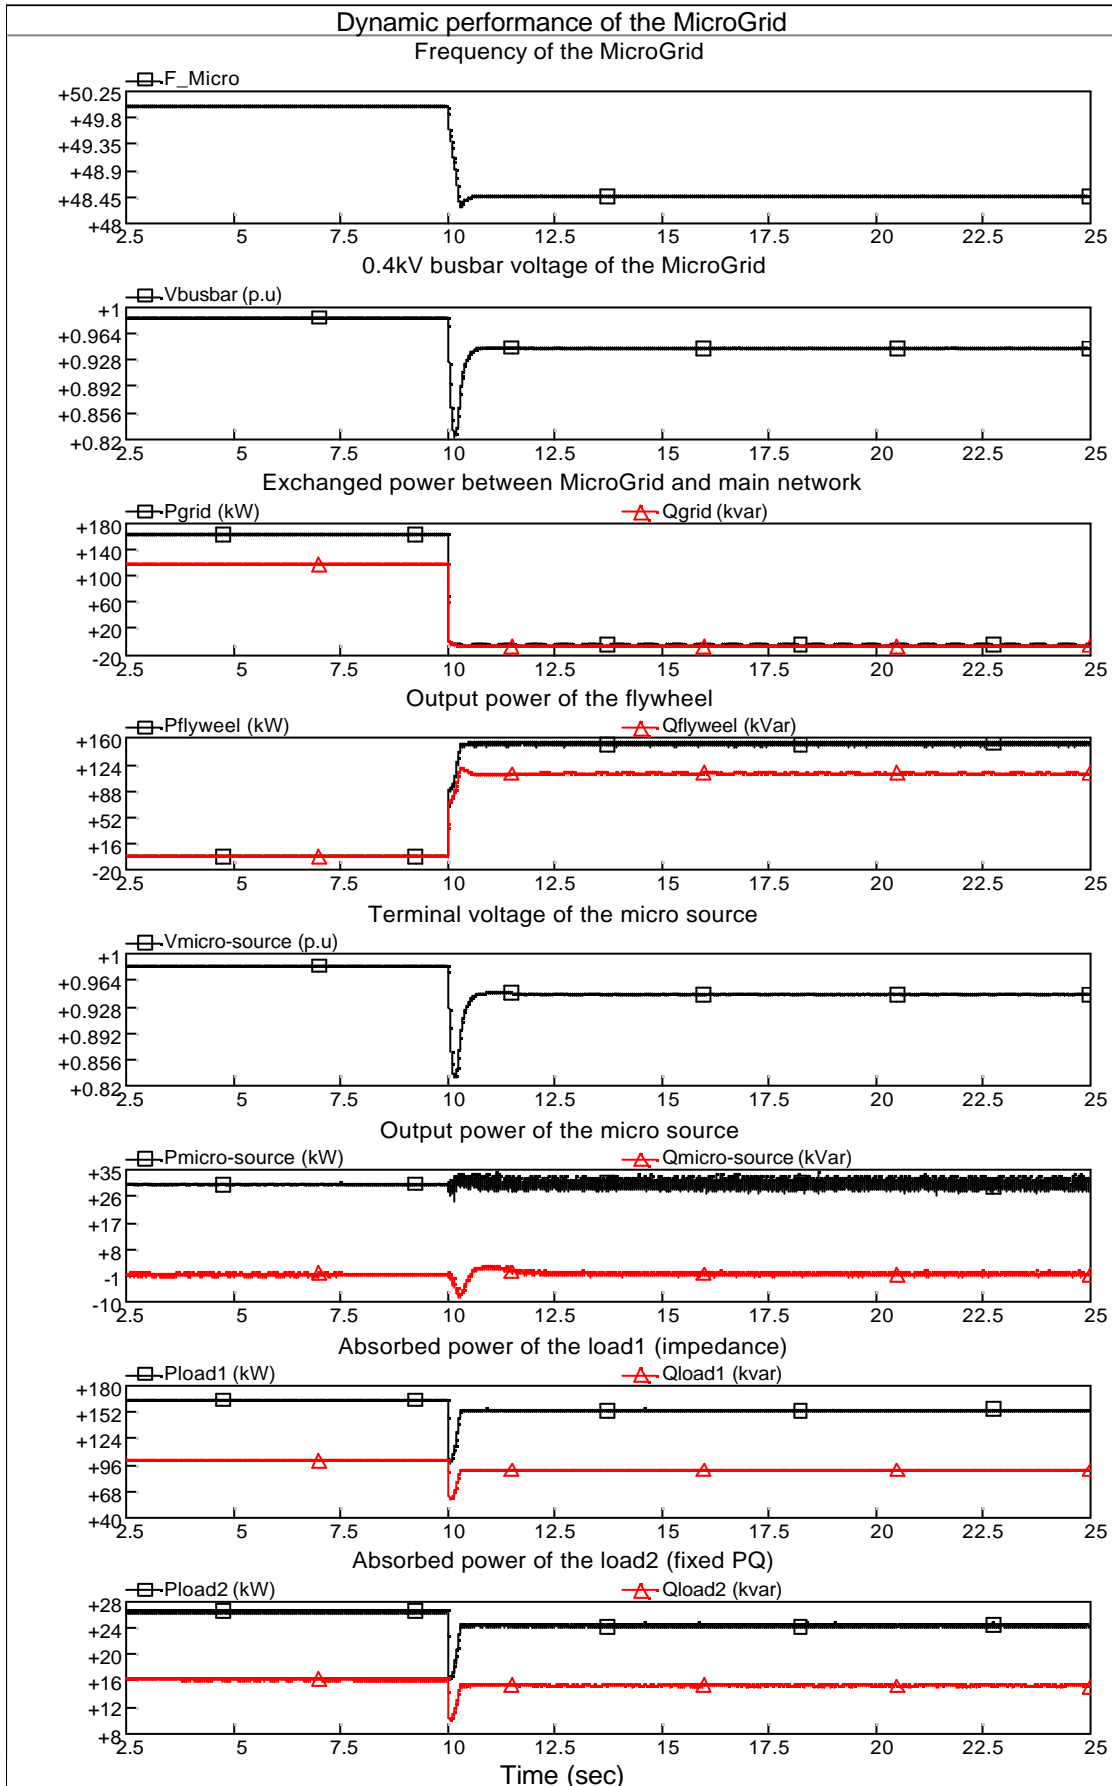 Dynamic performance of the MicroGrid
Frequency of the MicroGrid
F_Micro
+50.25
+49.8
+49.35
+48.9
+48.45
+48
2.5 5 7.5 10 12.5 15 17.5 20 22.5 25
0.4kV busbar voltage of the MicroGrid
Vbusbar (p.u)
+1
+0.964
+0.928
+0.892
+0.856
+0.82
2.5 5 7.5 10 12.5 15 17.5 20 22.5 25
Exchanged power between MicroGrid and main network
Pgrid (kW) Qgrid (kvar)
+180
+140
+100
+60
+20
-20
2.5 5 7.5 10 12.5 15 17.5 20 22.5 25
Output power of the flywheel
Pflyweel (kW) Qflyweel (kVar)
+160
+124
+88
+52
+16
-20
2.5 5 7.5 10 12.5 15 17.5 20 22.5 25
Terminal voltage of the micro source
Vmicro-source (p.u)
+1
+0.964
+0.928
+0.892
+0.856
+0.82
2.5 5 7.5 10 12.5 15 17.5 20 22.5 25
Output power of the micro source
Pmicro-source (kW) Qmicro-source (kVar)
+35
+26
+17
+8
-1
-10
2.5 5 7.5 10 12.5 15 17.5 20 22.5 25
Absorbed power of the load1 (impedance)
Pload1 (kW) Qload1 (kvar)
+180
+152
+124
+96
+68
+40
2.5 5 7.5 10 12.5 15 17.5 20 22.5 25
Absorbed power of the load2 (fixed PQ)
Pload2 (kW) Qload2 (kvar)
+28
+24
+20
+16
+12
+8
2.5 5 7.5 10 12.5 15 17.5 20 22.5 25
Time (sec)